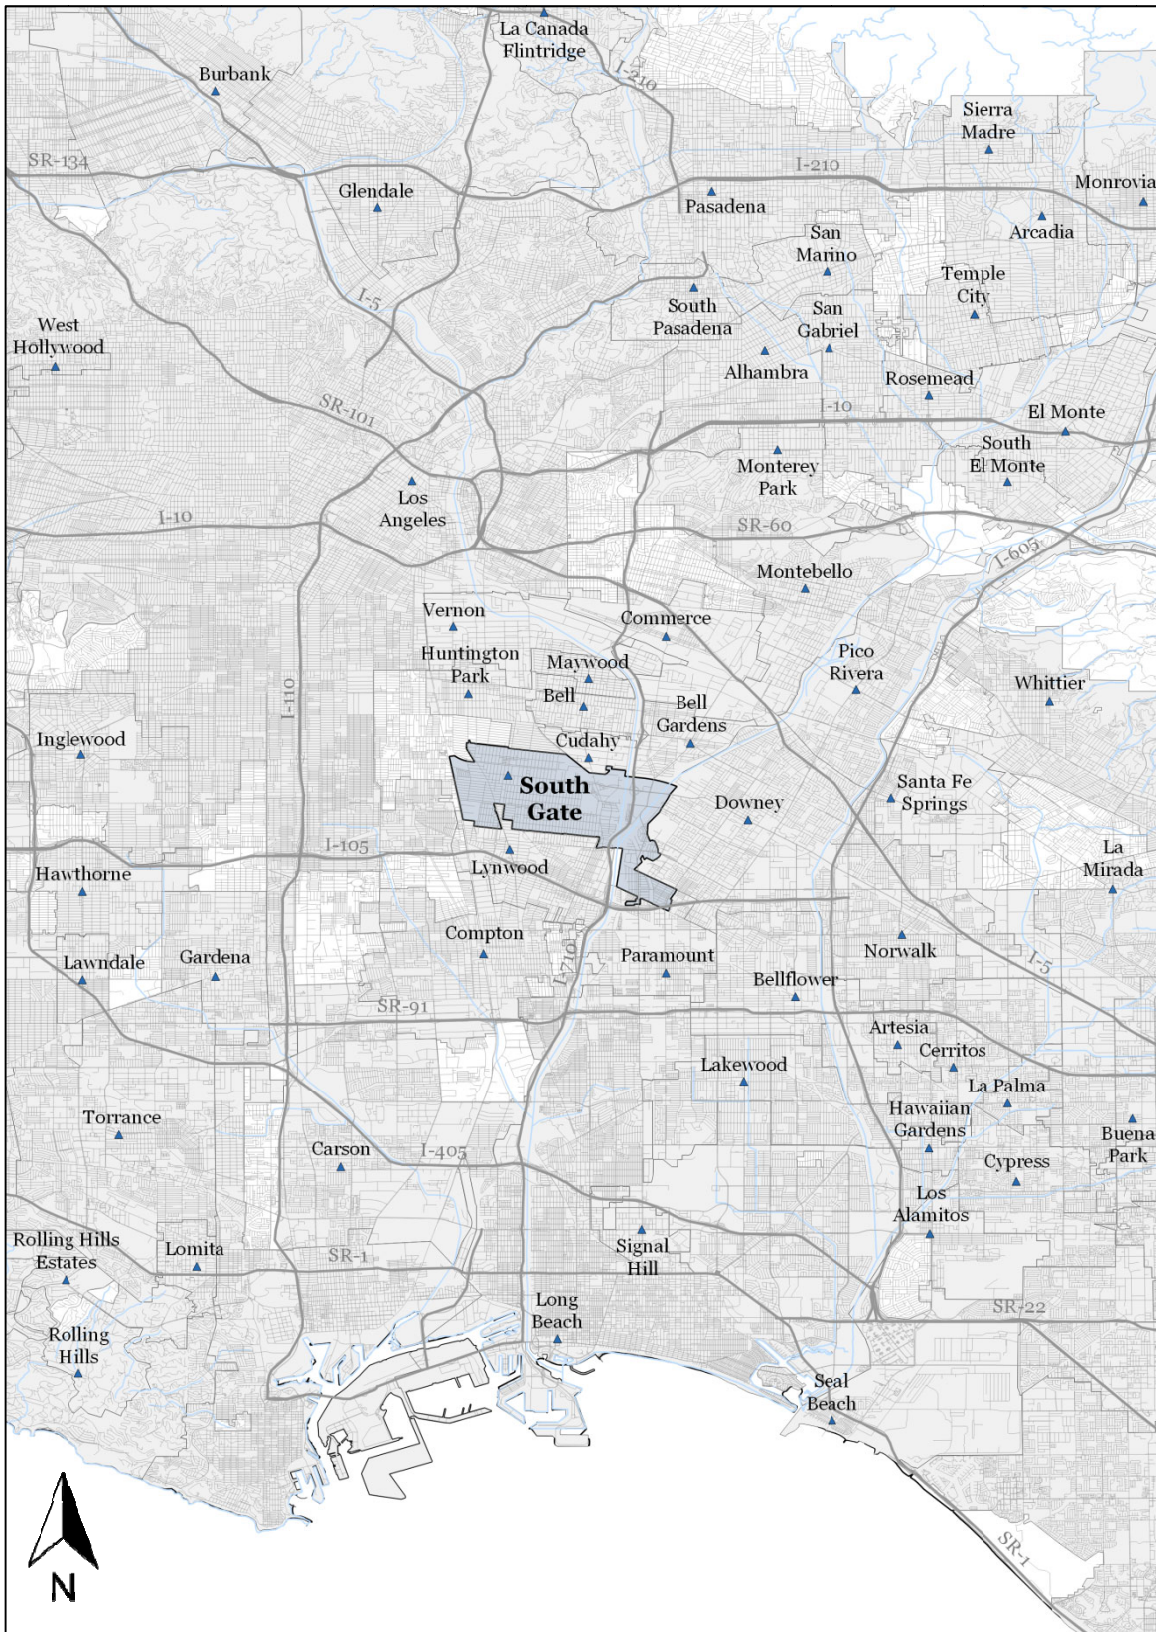 La Canada
Flintridge
Burbank
I-210
Sierra
Madre
SR-134
I-210
Glendale
Pasadena
Monrovia
San
Marino
Arcadia
Temple
City
I-5
South
Pasadena
San
Gabriel
West
Hollywood
Alhambra
Rosemead
SR-101
I-10
El Monte
Monterey
Park
South
El Monte
Los
Angeles
I-10
SR-60
I-605
Montebello
Vernon
Commerce
Huntington
Park
Maywood
Pico
Rivera
Bell
Whittier
I-110
Bell
Gardens
Inglewood
Cudahy
South
Gate
Downey
Santa Fe
Springs
I-105
Lynwood
La
Mirada
Hawthorne
Compton
Norwalk
Lawndale
Gardena
I-710
Paramount
I-5
Bellflower
SR-91
Artesia
Cerritos
Lakewood
La Palma
Torrance
Hawaiian
Gardens
Buena
Park
Carson
I-405
Cypress
Los
Alamitos
Rolling Hills
Estates
Lomita
SR-1
Signal
Hill
Long
Beach
SR-22
Rolling
Hills
Seal
Beach
SR-1
N